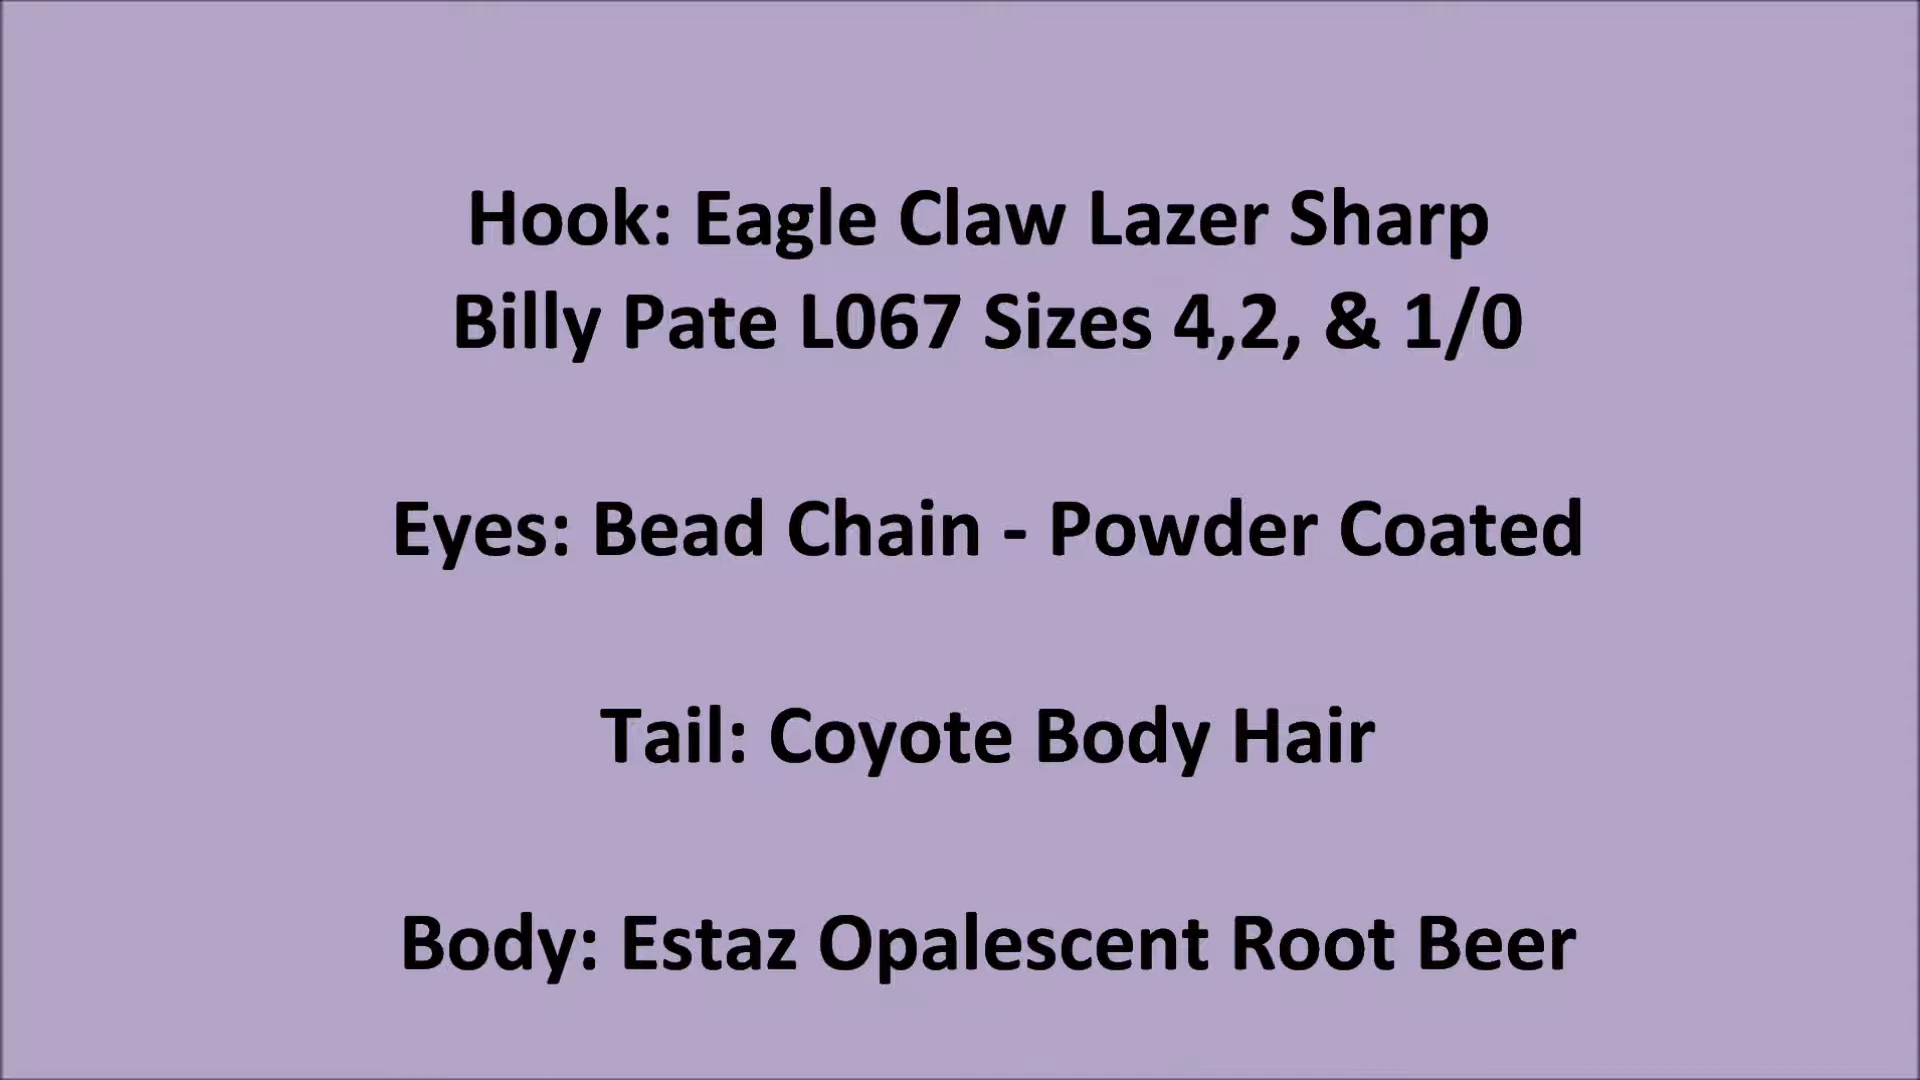 Hook: Eagle Claw Lazer Sharp
Billy Pate L067 Sizes 4,2, & 1/0
Eyes: Bead Chain - Powder Coated
Tail: Coyote Body Hair
Body: Estaz Opalescent Root Beer